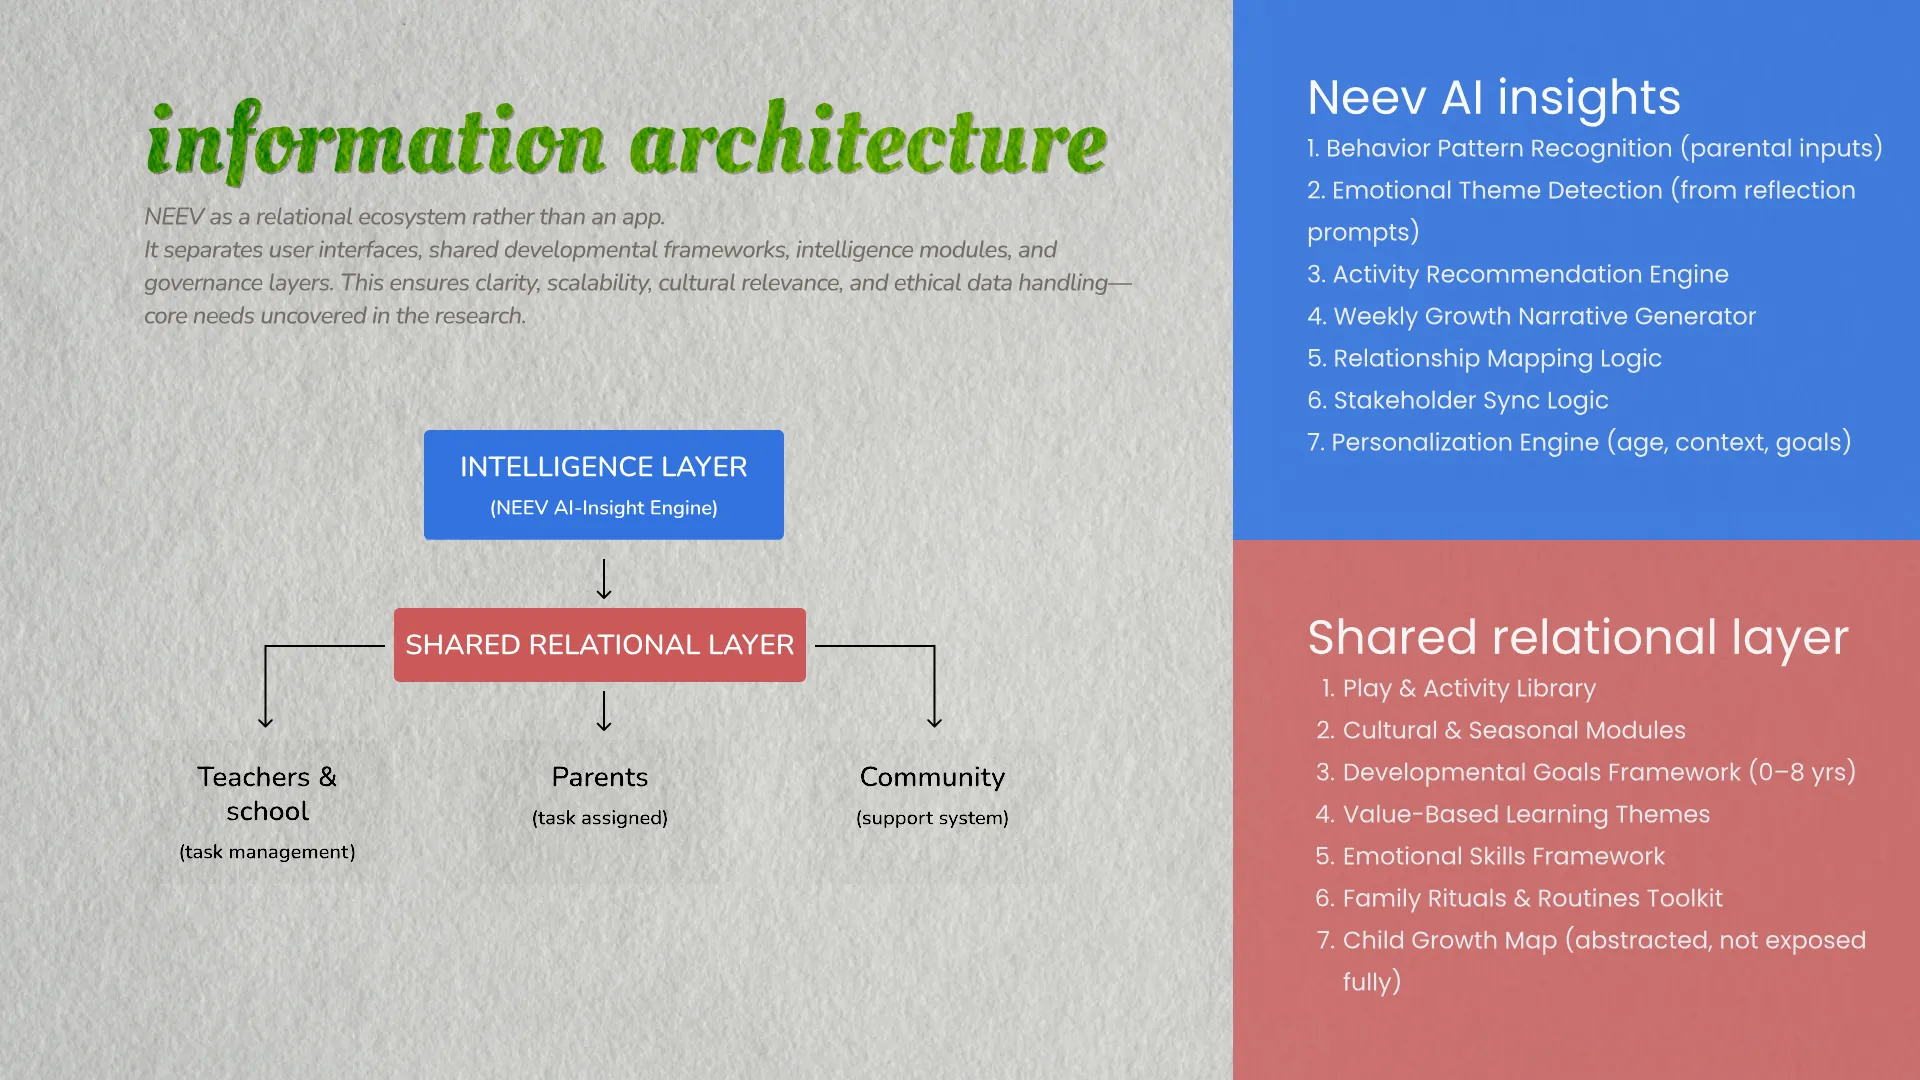 information architecture
NEEV as a relational ecosystem rather than an app.
It separates user interfaces, shared developmental frameworks, intelligence modules, and
governance layers. This ensures clarity, scalability, cultural relevance, and ethical data handling—
core needs uncovered in the research.
INTELLIGENCE LAYER
(NEEV AI-Insight Engine)
SHARED RELATIONAL LAYER
Teachers &
school
(task management)
Parents
(task assigned)
Community
(support system)
Neev AI insights
1. Behavior Pattern Recognition (parental inputs)
2. Emotional Theme Detection (from reflection
prompts)
3. Activity Recommendation Engine
4. Weekly Growth Narrative Generator
5. Relationship Mapping Logic
6. Stakeholder Sync Logic
7. Personalization Engine (age, context, goals)
Shared relational layer
1. Play & Activity Library
2. Cultural & Seasonal Modules
3. Developmental Goals Framework (0–8 yrs)
4. Value-Based Learning Themes
5. Emotional Skills Framework
6. Family Rituals & Routines Toolkit
7. Child Growth Map (abstracted, not exposed
fully)